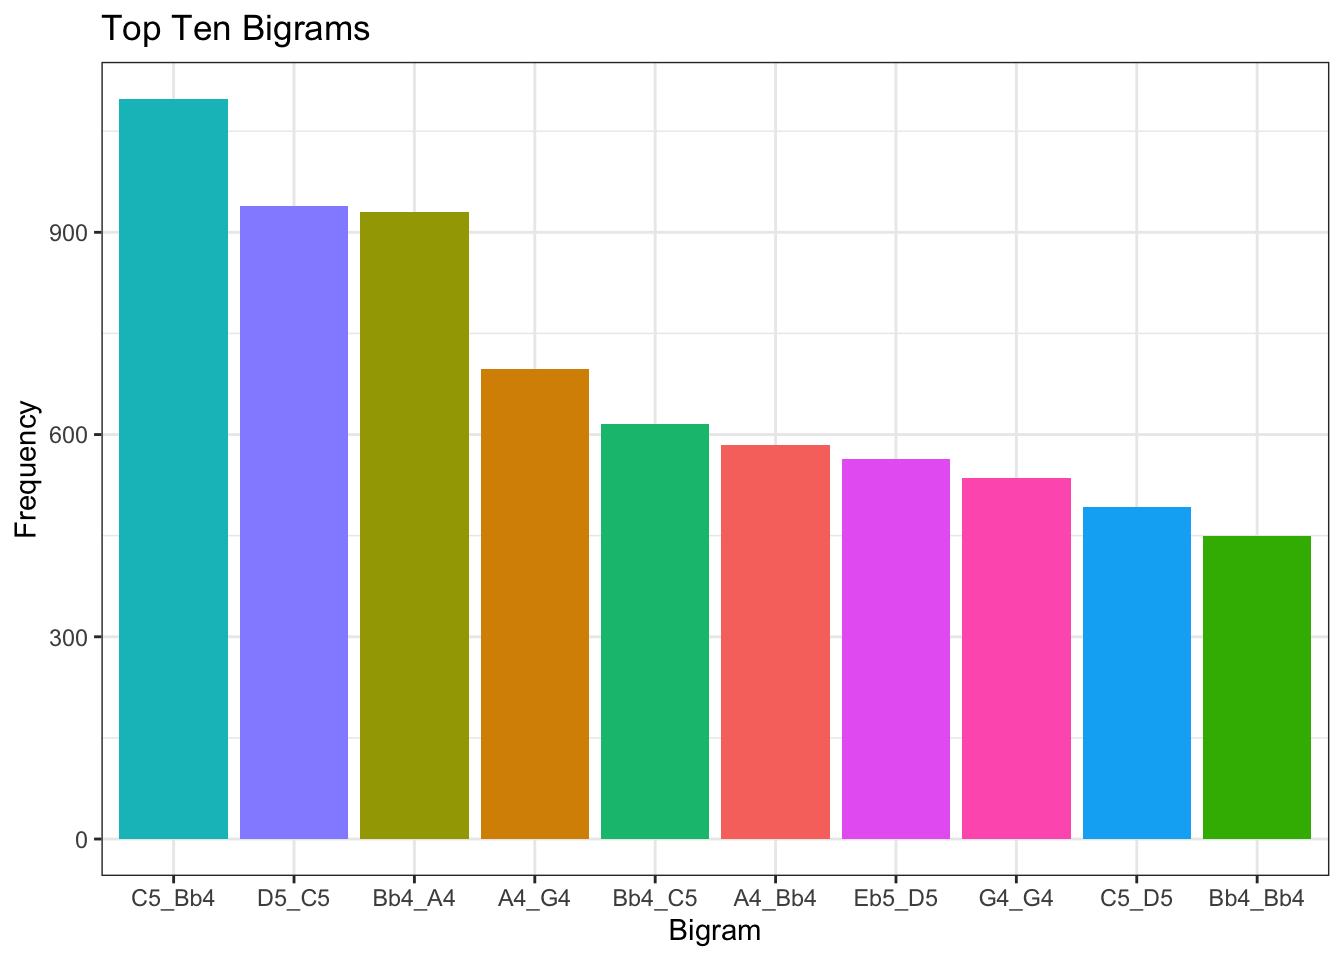 Top Ten Bigrams
Frequency
900
600
300
0
C5_Bb4 D5_C5 Bb4_A4 A4_G4 Bb4_C5 A4_Bb4 Eb5_D5 G4_G4 C5_D5 Bb4_Bb4
Bigram